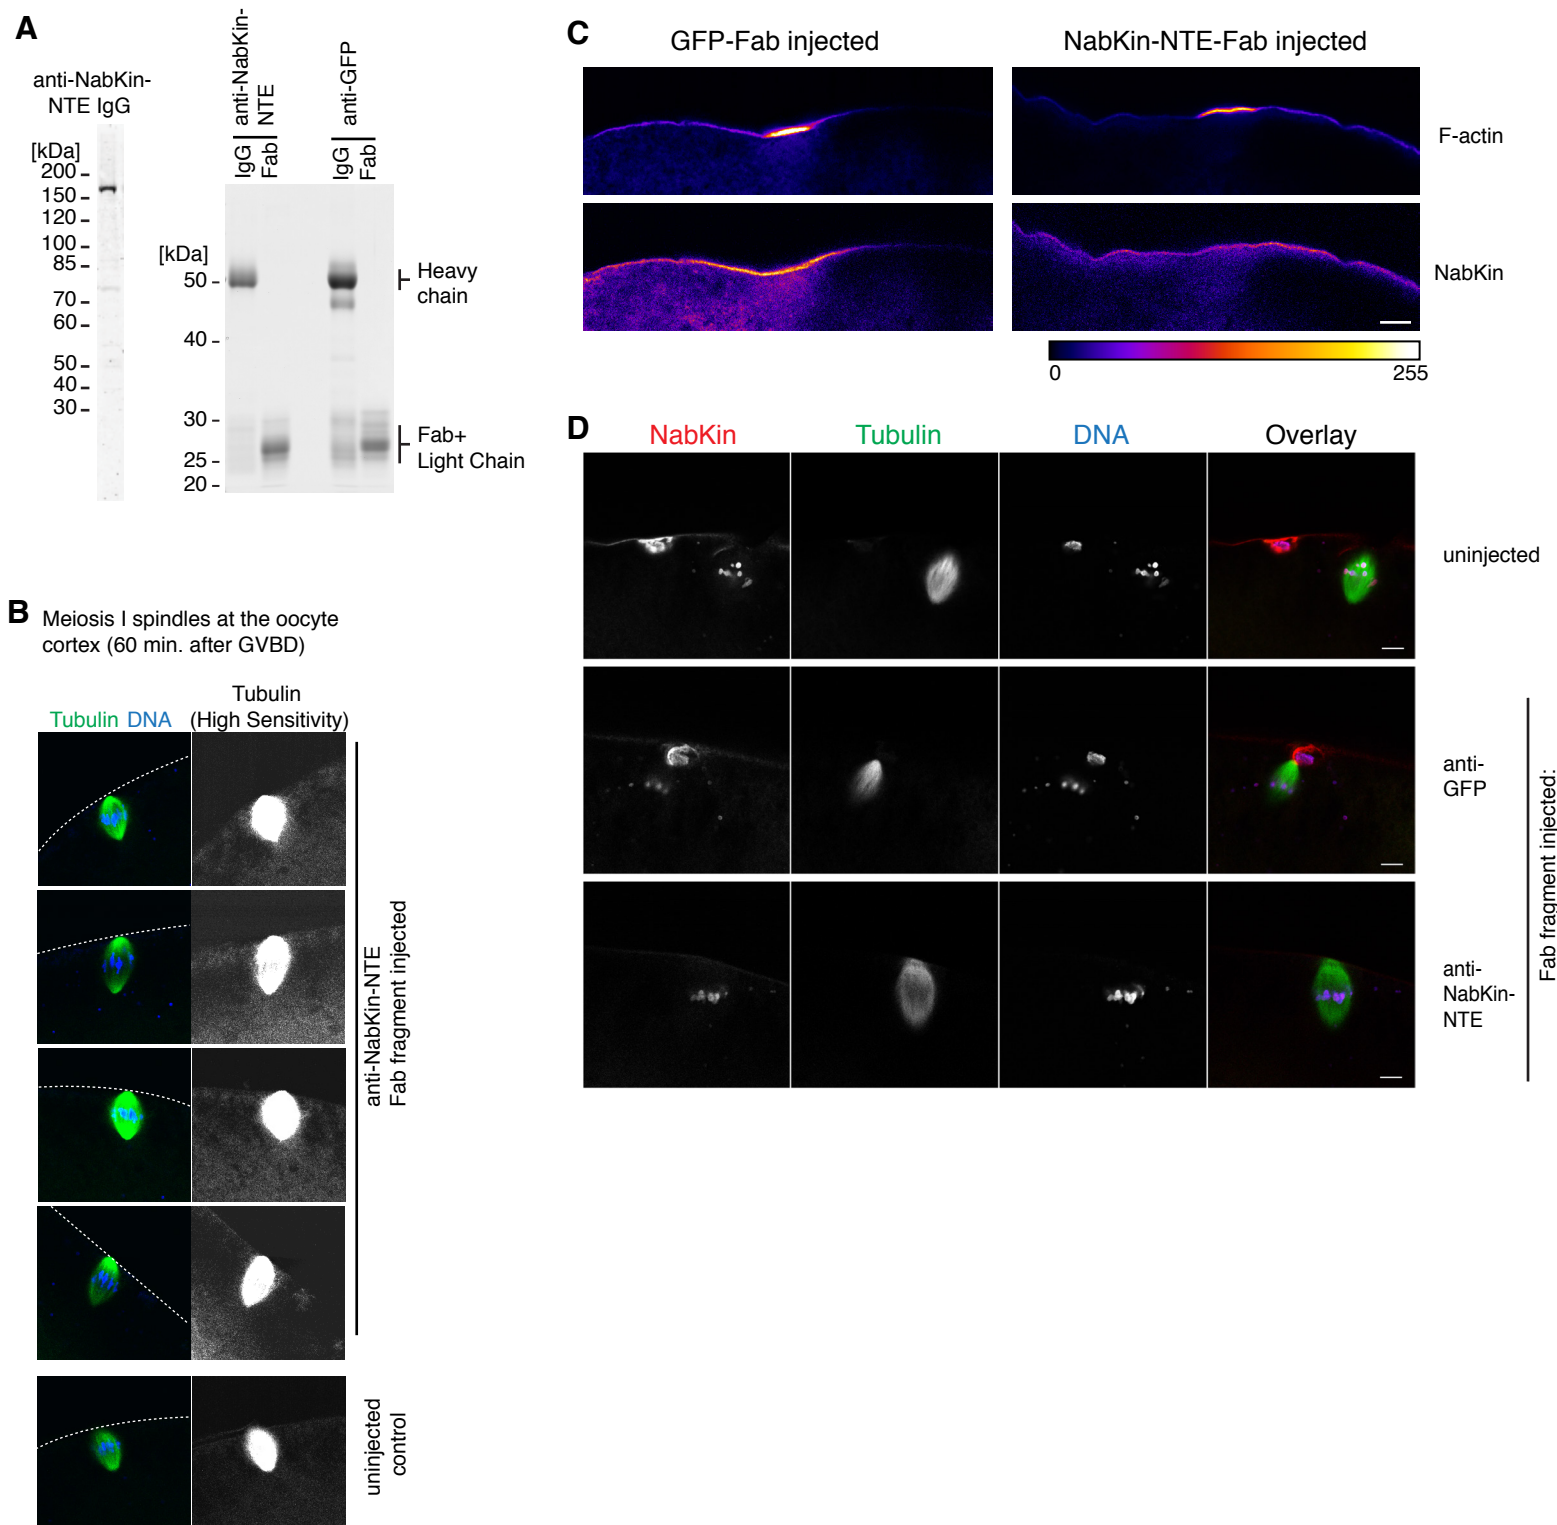 A
anti-NabKin-
NTE IgG
[kDa]
200
150
120
100
85
70
60
50
40
30
anti-NabKin-
NTE
anti-GFP
IgG
Fab
IgG
Fab
[kDa]
50
40
30
25
20
Heavy
chain
Fab+
Light Chain
B
Meiosis I spindles at the oocyte
cortex (60 min. after GVBD)
Tubulin DNA
Tubulin
(High Sensitivity)
anti-NabKin-NTE
Fab fragment injected
uninjected
control
C
GFP-Fab injected
NabKin-NTE-Fab injected
F-actin
NabKin
0
255
D
NabKin
Tubulin
DNA
Overlay
uninjected
anti-
GFP
anti-
NabKin-
NTE
Fab fragment injected: